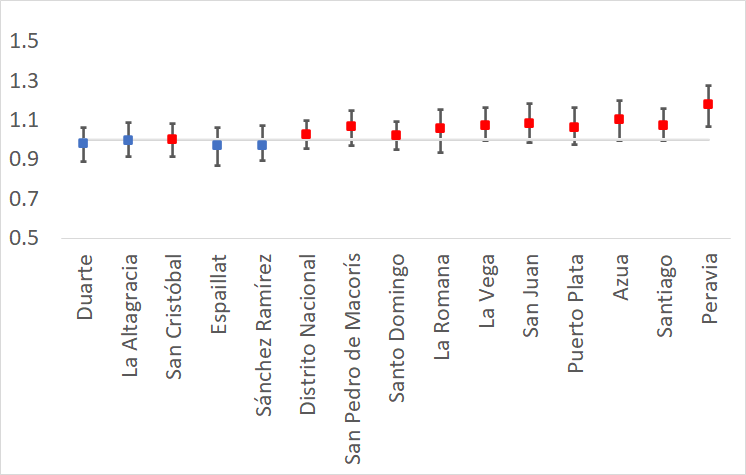 1.5
1.3
1.1
0.9
0.7
0.5
Duarte
La Altagracia
San Cristóbal
Espaillat
Sánchez Ramírez
Distrito Nacional
San Pedro de Macorís
Santo Domingo
La Romana
La Vega
San Juan
Puerto Plata
Azua
Santiago
Peravia